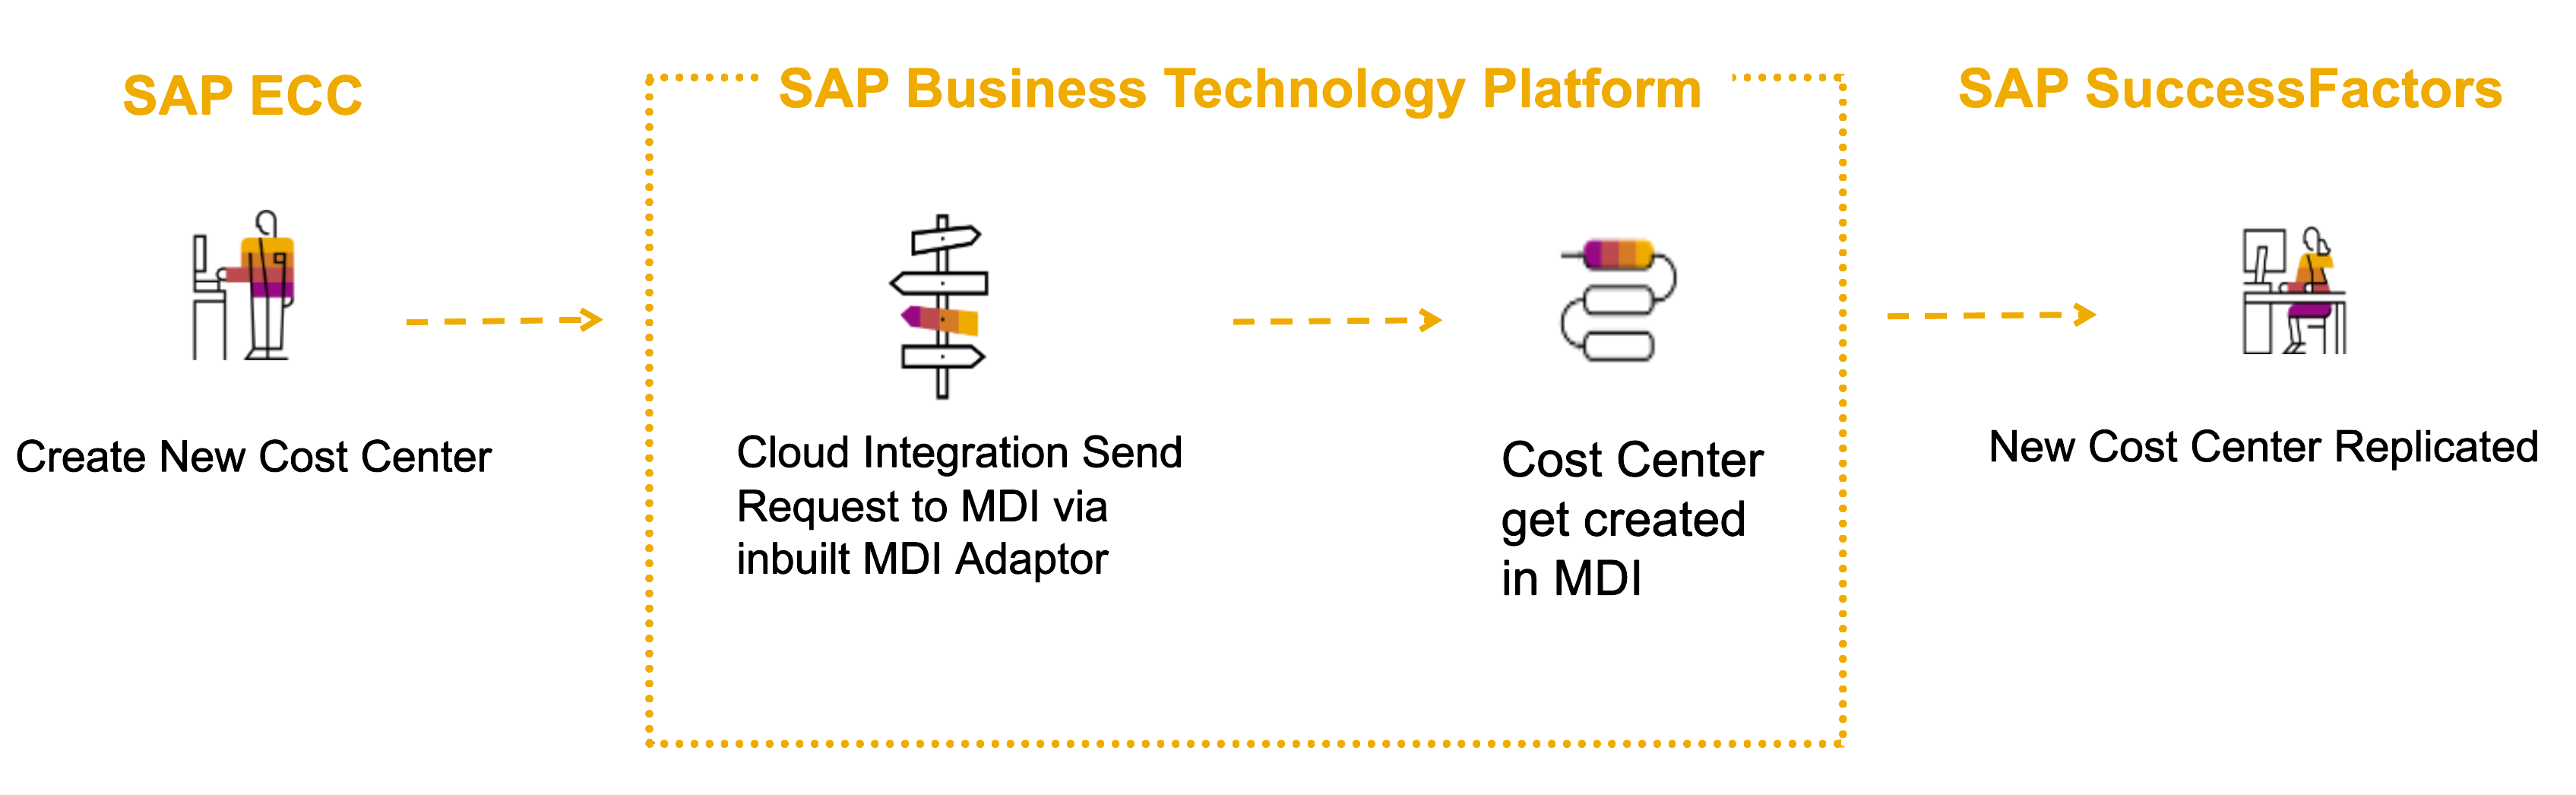 SAP ECC
SAP Business Technology Platform
SAP SuccessFactors
Create New Cost Center
Cloud Integration Send
Request to MDI via
inbuilt MDI Adaptor
Cost Center
get created
in MDI
New Cost Center Replicated